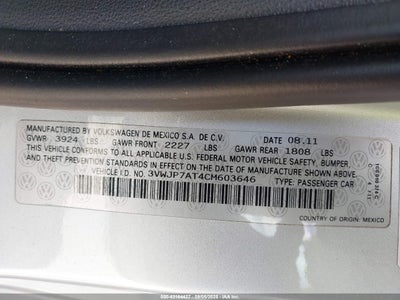 MANUFACTURED BY VOLKSWAGEN DE MEXICO S.A. DE C.V. DATE 08.11
GVWR 3924 LBS GAWR FRONT 2227 LBS GAWR REAR 1808 LBS
THIS VEHICLE CONFORMS TO ALL APPLICABLE U.S. FEDERAL MOTOR VEHICLE SAFETY, BUMPER,
AND THEFT PREVENTION STANDARDS IN EFFECT ON THE DATE OF MANUFACTURE SHOWN ABOVE.
VEHICLE IDENT. NO.: 3VWJP7AT4CM603646 TYPE: PASSENGER CAR
COUNTRY OF ORIGIN: MEXICO